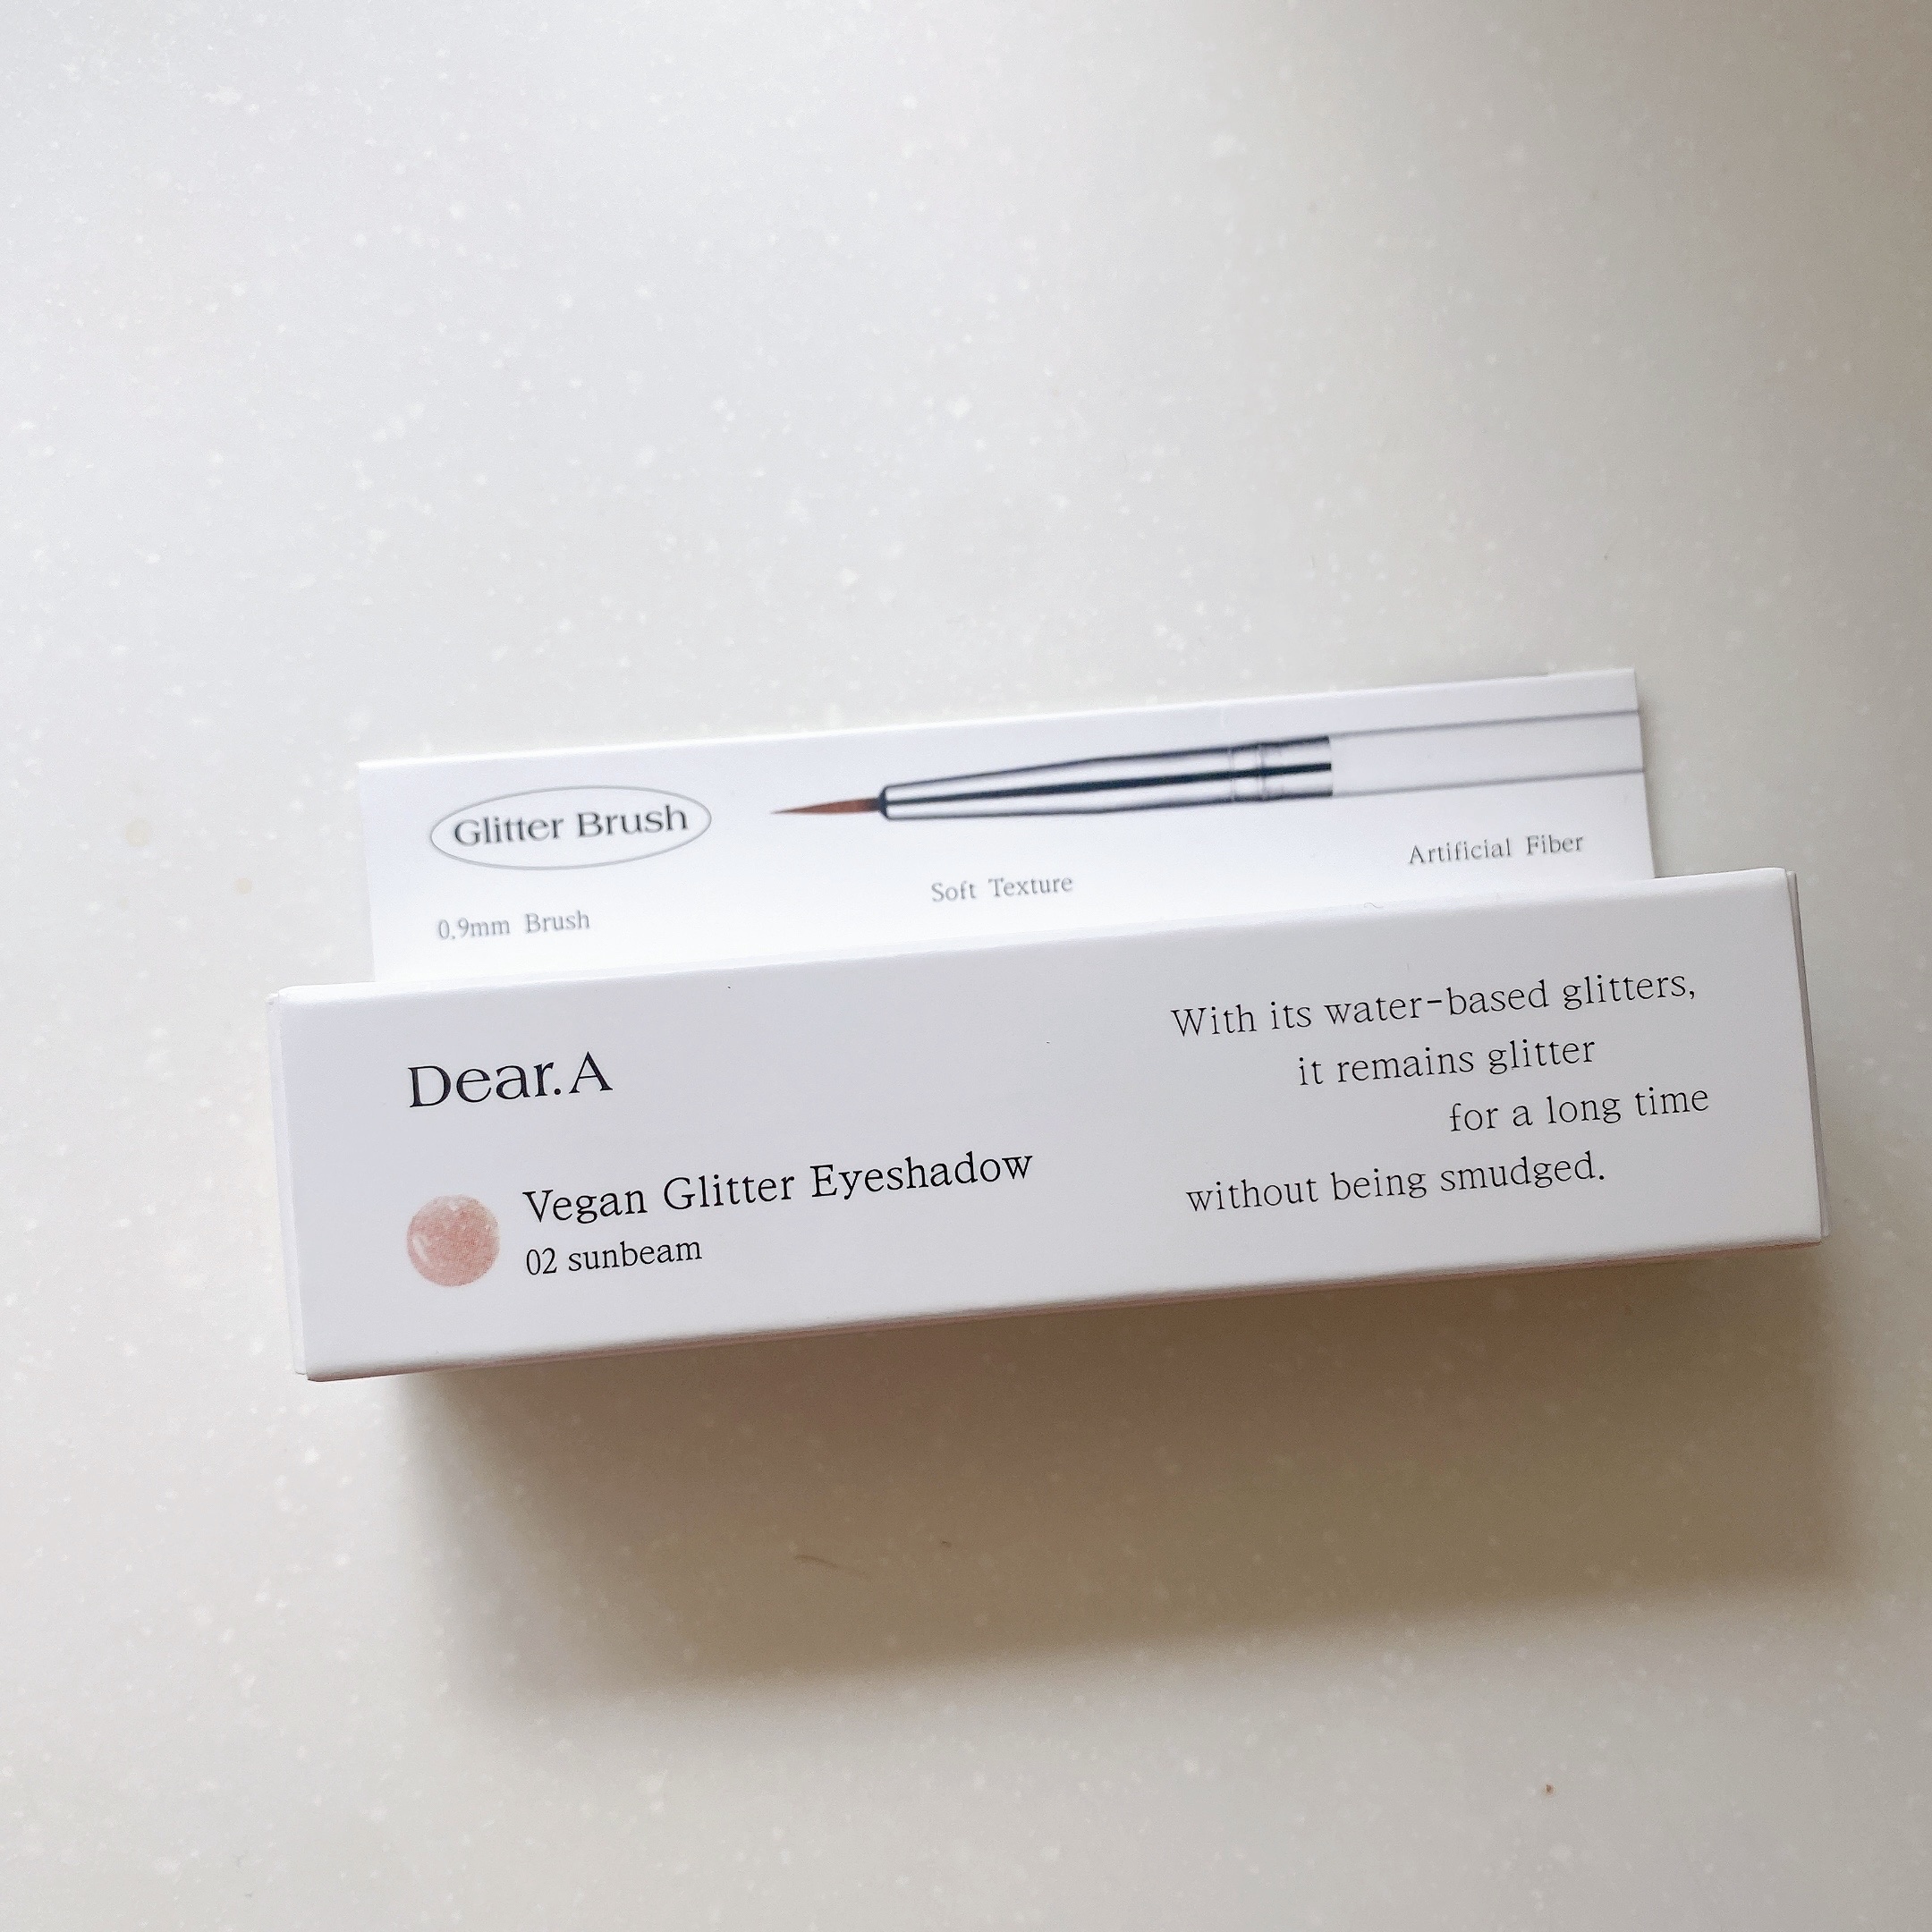 Glitter Brush
0.9mm Brush
Soft Texture
Artificial Fiber
Dear.A
Vegan Glitter Eyeshadow
02 sunbeam
With its water-based glitters,
it remains glitter
for a long time
without being smudged.